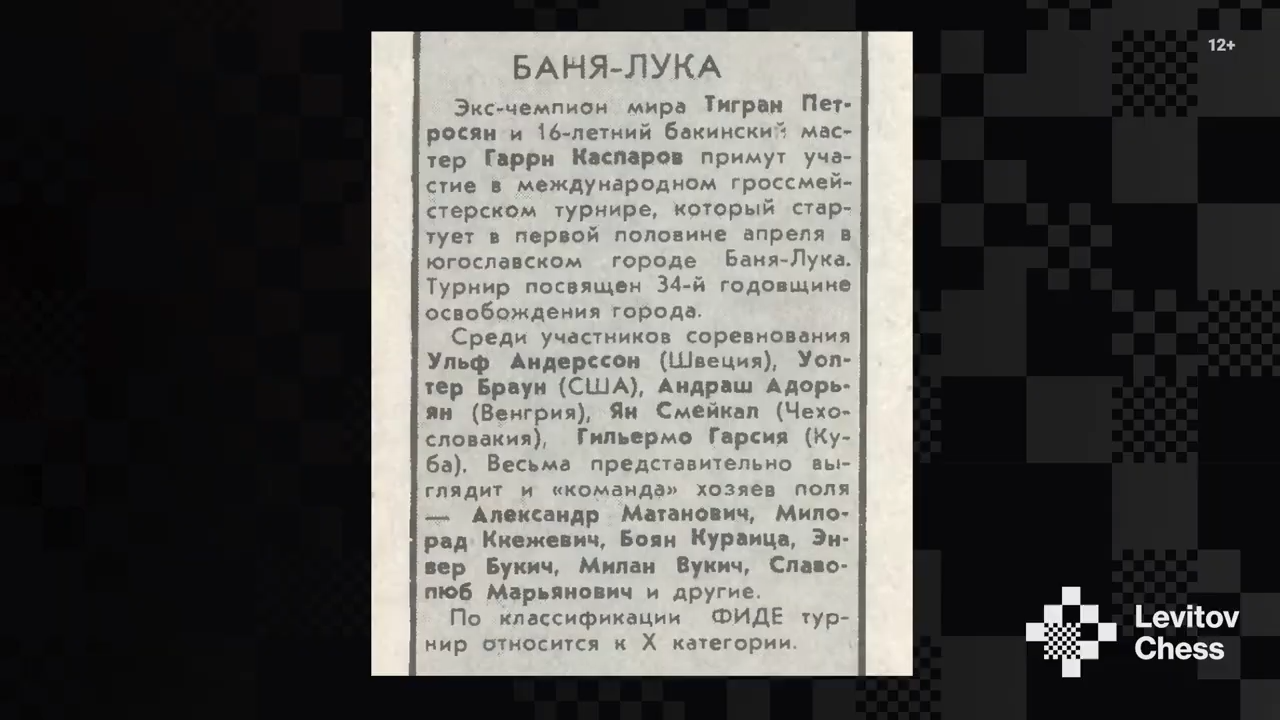 БАНЯ-ЛУКА
Экс-чемпион мира Тигран Пет-
росян и 16-летний бакинский мас-
тер Гарри Каспаров примут уча-
стие в международном гроссмей-
стерском турнире, который стар-
тует в первой половине апреля в
югославском городе Баня-Лука.
Турнир посвящен 34-й годовщине
освобождения города.
Среди участников соревнования
Ульф Андерссон (Швеция), Уол-
тер Браун (США), Андраш Адорь-
ян (Венгрия), Ян Смейкал (Чехо-
словакия), Гильермо Гарсия (Ку-
ба). Весьма представительно вы-
глядит и «команда» хозяев поля
— Александр Матанович, Мило-
рад Кнежевич, Боян Кураица, Эн-
вер Букич, Милан Вукич, Славо-
люб Марьянович и другие.
По классификации ФИДЕ тур-
нир относится к X категории.
12+
Levitov
Chess